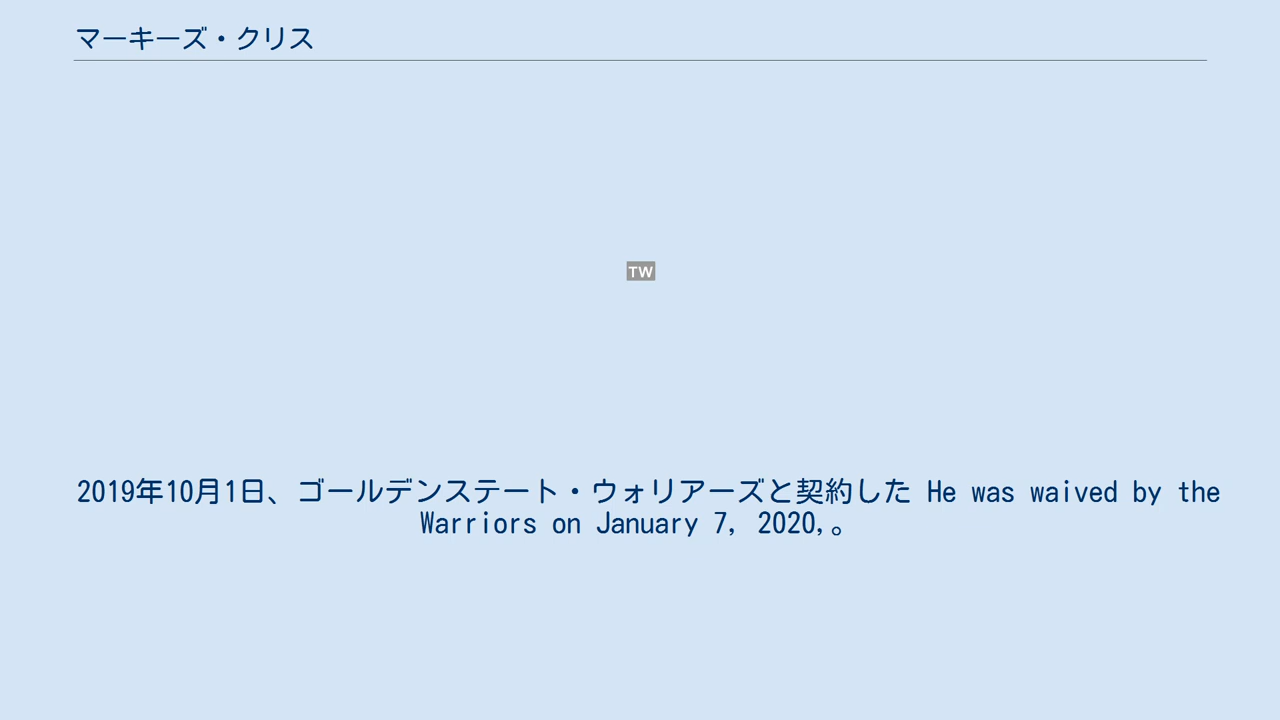 マーキーズ・クリス
TW
2019年10月1日、ゴールデンステート・ウォリアーズと契約した He was waived by the
Warriors on January 7, 2020,。